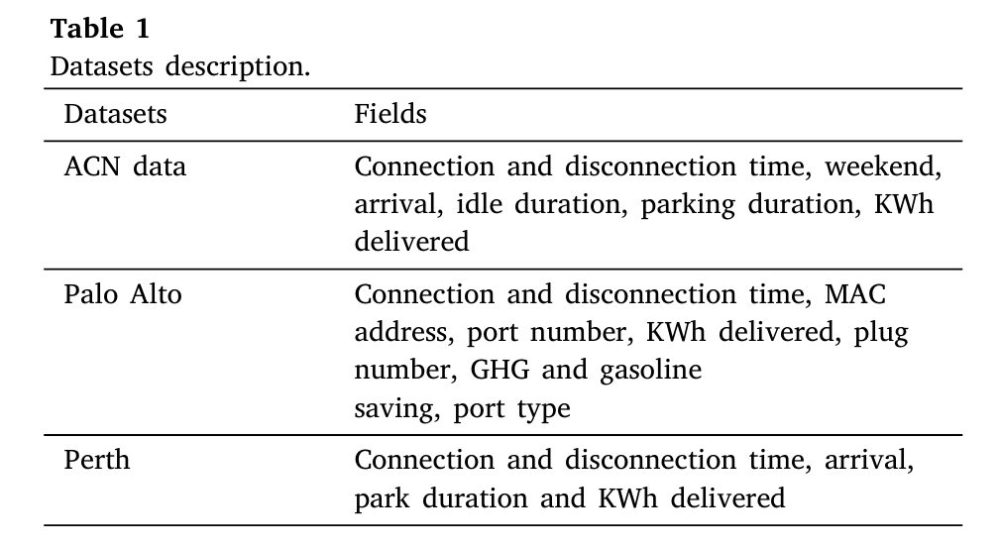 Table 1
Datasets description.
Datasets Fields
ACN data Connection and disconnection time, weekend,
arrival, idle duration, parking duration, KWh
delivered
Palo Alto Connection and disconnection time, MAC
address, port number, KWh delivered, plug
number, GHG and gasoline
saving, port type
Perth Connection and disconnection time, arrival,
park duration and KWh delivered